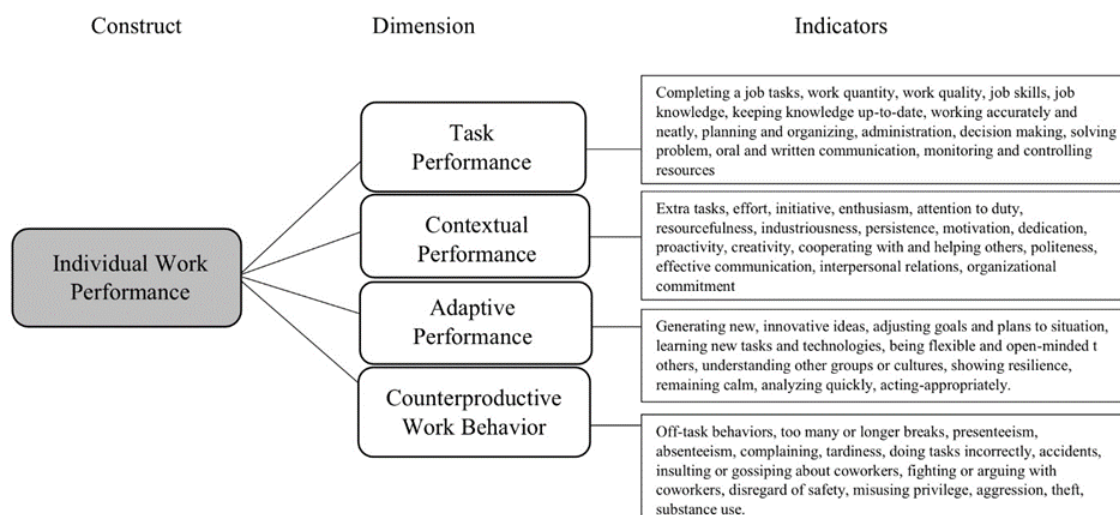 Construct
Dimension
Indicators
Individual Work
Performance
Task
Performance
Completing a job tasks, work quantity, work quality, job skills, job
knowledge, keeping knowledge up-to-date, working accurately and
neatly, planning and organizing, administration, decision making, solving
problem, oral and written communication, monitoring and controlling
resources
Contextual
Performance
Extra tasks, effort, initiative, enthusiasm, attention to duty,
resourcefulness, industriousness, persistence, motivation, dedication,
proactivity, creativity, cooperating with and helping others, politeness,
effective communication, interpersonal relations, organizational
commitment
Adaptive
Performance
Generating new, innovative ideas, adjusting goals and plans to situation,
learning new tasks and technologies, being flexible and open-minded t
others, understanding other groups or cultures, showing resilience,
remaining calm, analyzing quickly, acting-appropriately.
Counterproductive
Work Behavior
Off-task behaviors, too many or longer breaks, presenteeism,
absenteeism, complaining, tardiness, doing tasks incorrectly, accidents,
insulting or gossiping about coworkers, fighting or arguing with
coworkers, disregard of safety, misusing privilege, aggression, theft,
substance use.